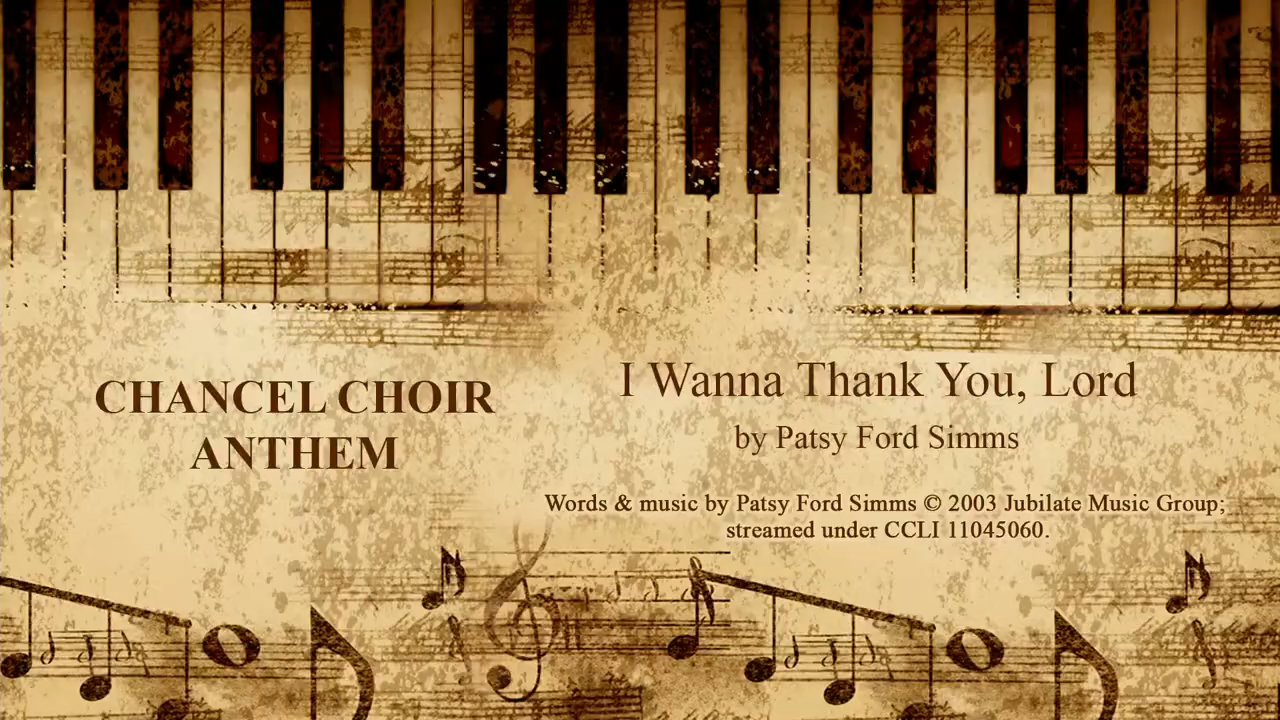 CHANCEL CHOIR
ANTHEM
I Wanna Thank You, Lord
by Patsy Ford Simms
Words & music by Patsy Ford Simms © 2003 Jubilate Music Group;
streamed under CCLI 11045060.